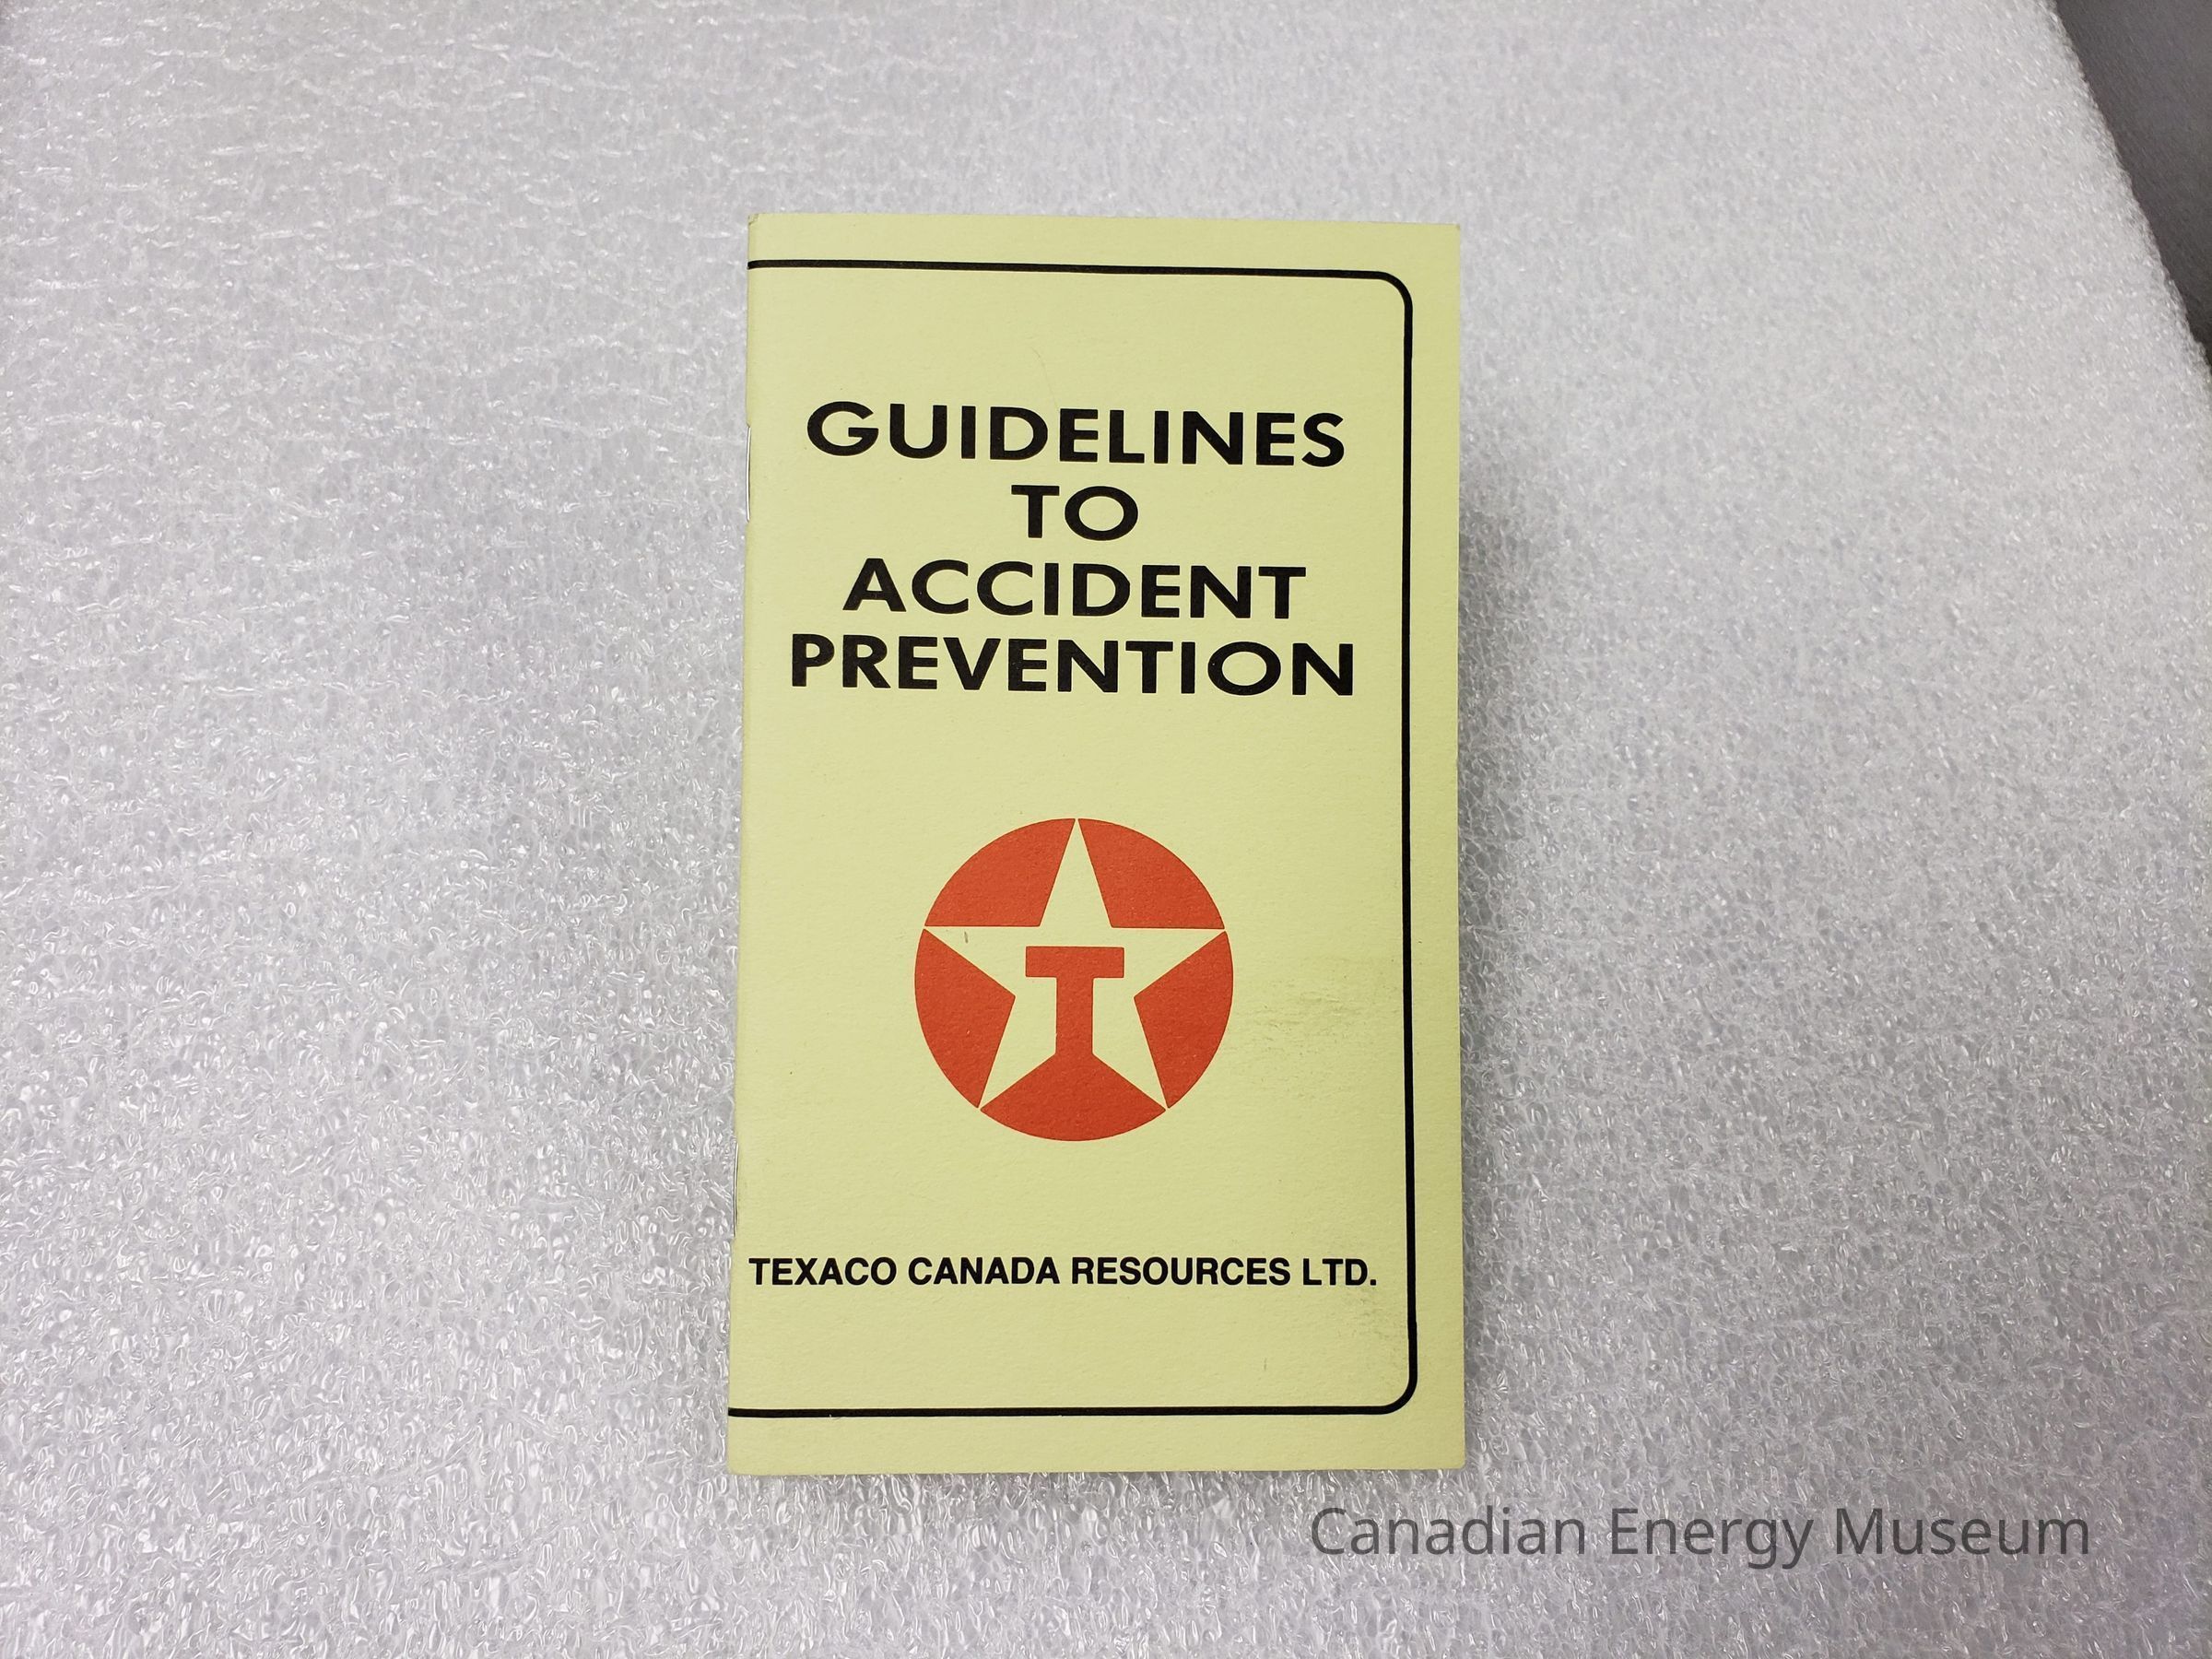 GUIDELINES
TO
ACCIDENT
PREVENTION
T
TEXACO CANADA RESOURCES LTD.
Canadian Energy Museum